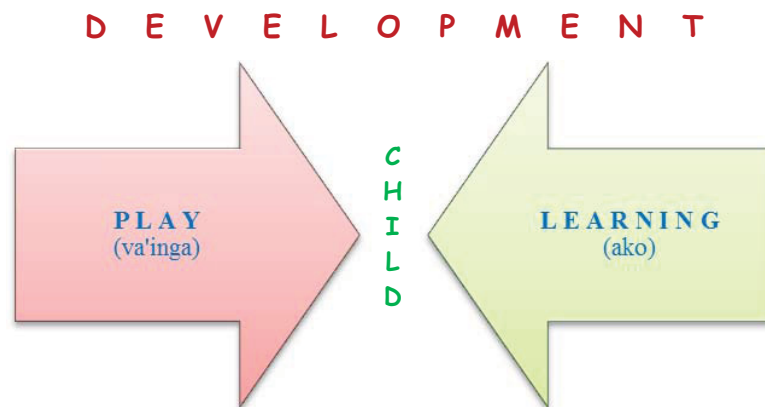 D E V E L O P M E N T
P L A Y
(va'inga)
C
H
I
L
D
L E A R N I N G
(ako)